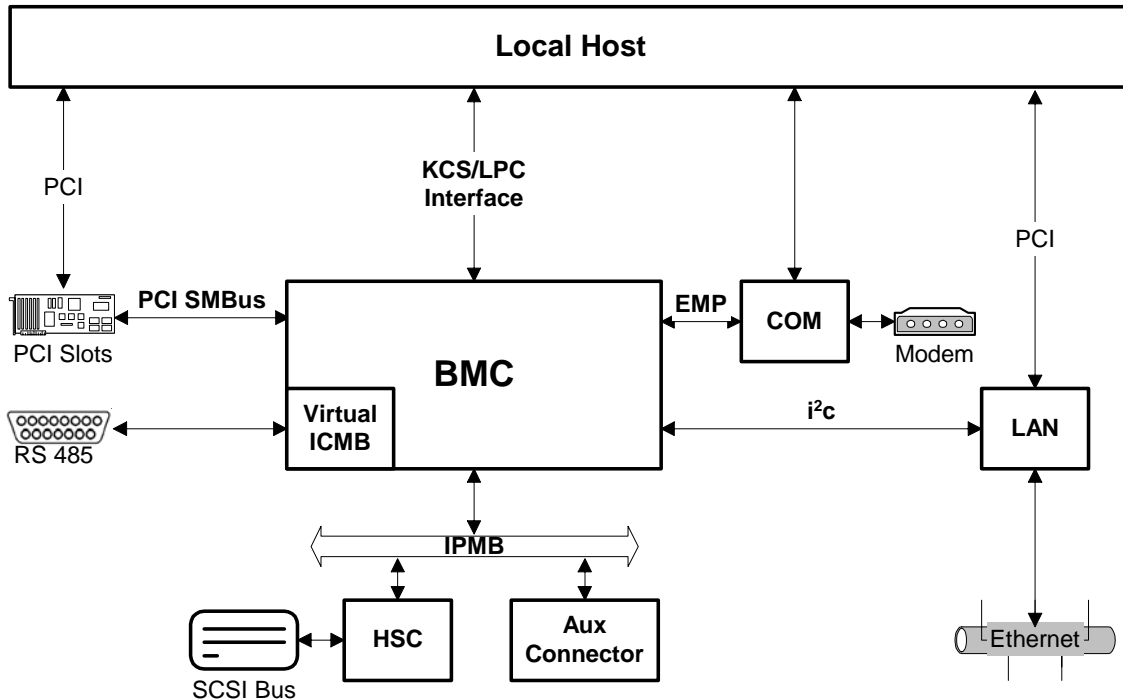 Local Host
PCI
KCS/LPC
Interface
PCI
PCI SMBus
EMP
COM
PCI Slots
Modem
BMC
Virtual
ICMB
i²c
LAN
RS 485
IPMB
HSC
Aux
Connector
Ethernet
SCSI Bus